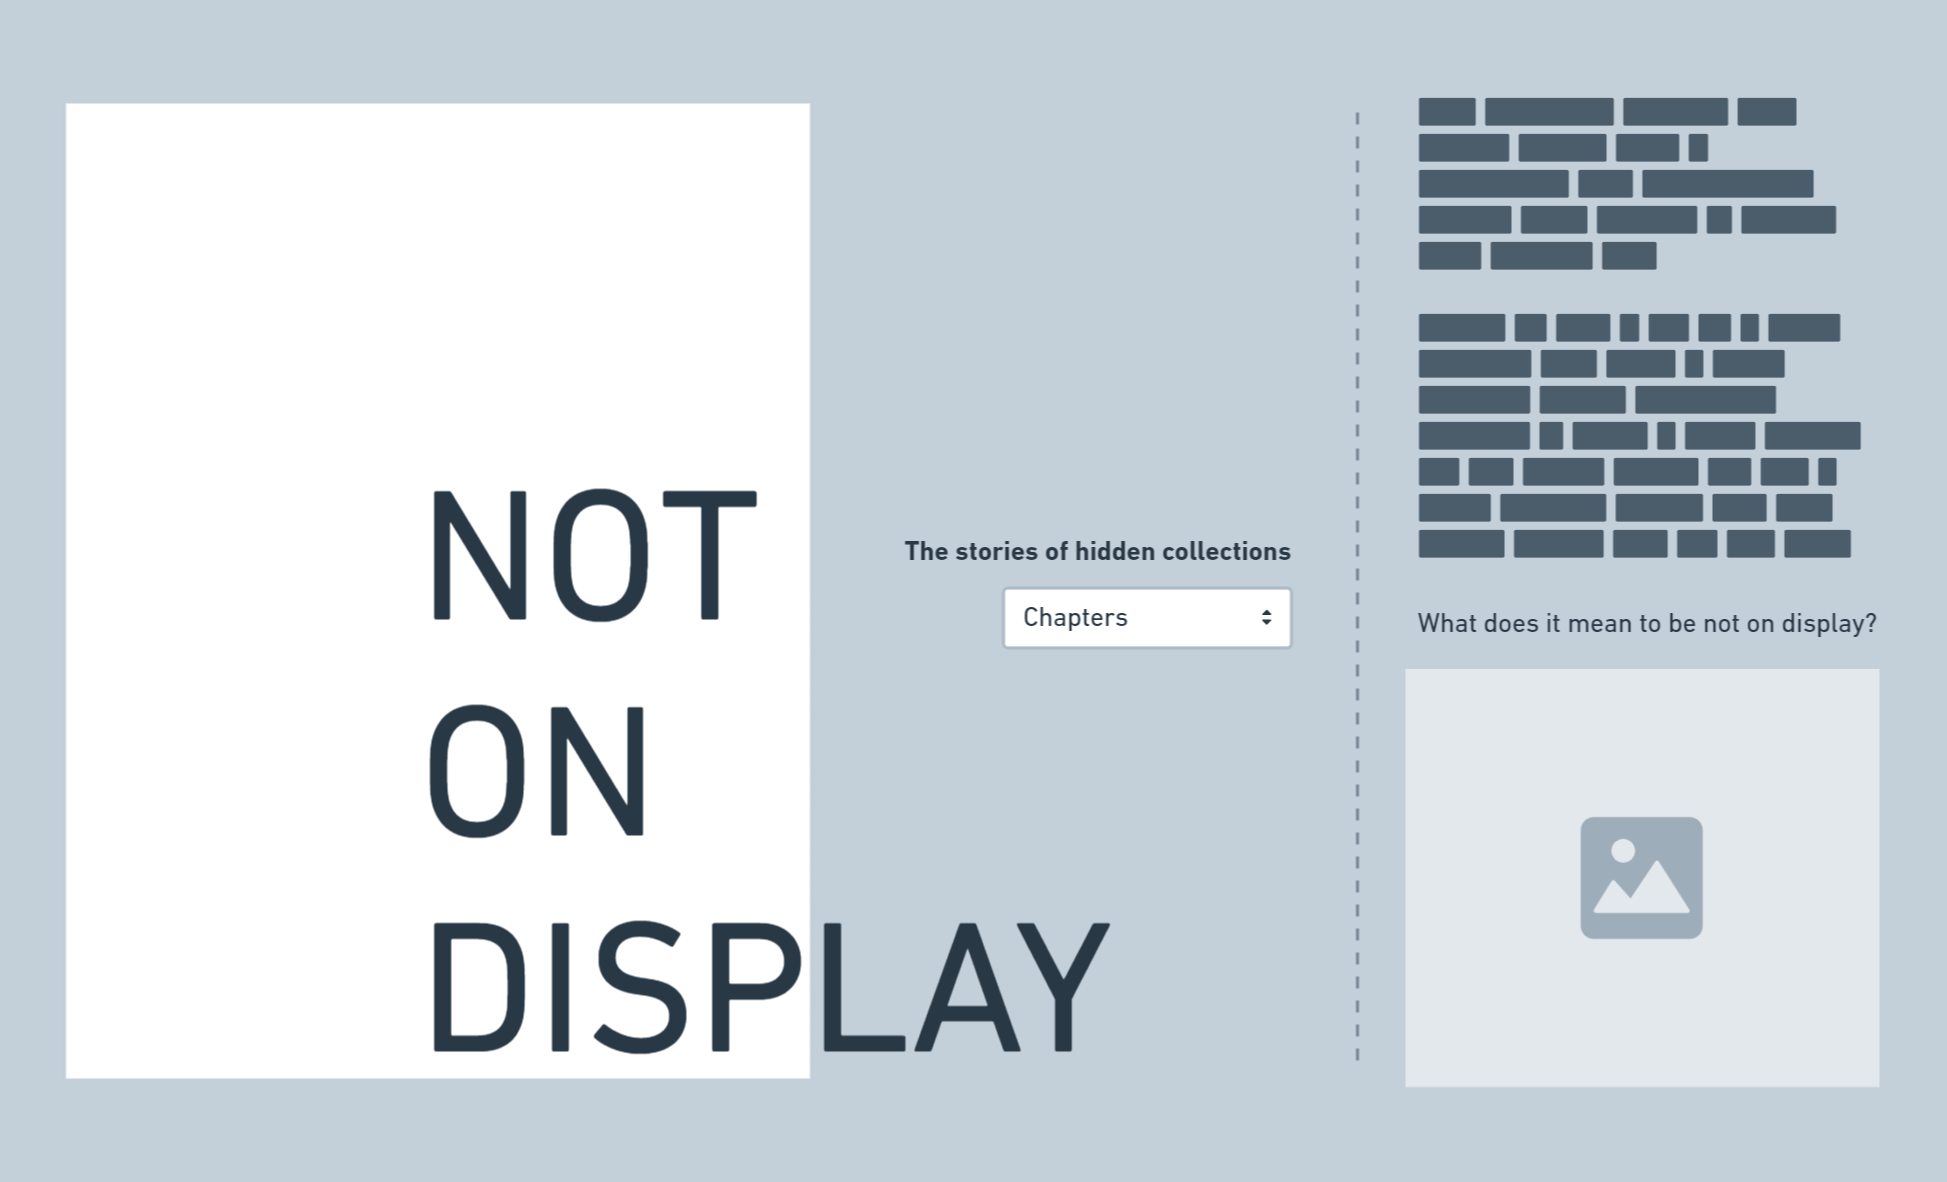 NOT
ON
DISPLAY
The stories of hidden collections
Chapters
What does it mean to be not on display?